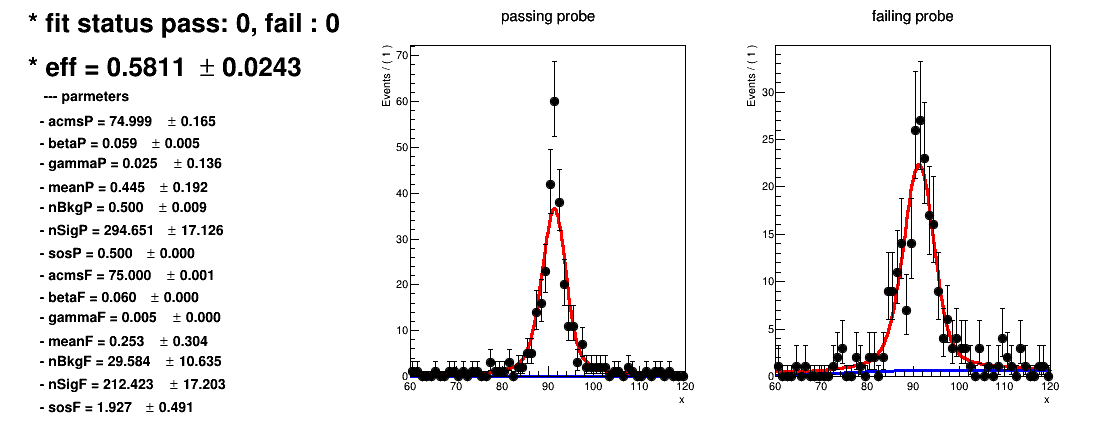 * fit status pass: 0, fail : 0
* eff = 0.5811 ± 0.0243
--- parmeters
- acmsP = 74.999 ± 0.165
- betaP = 0.059 ± 0.005
- gammaP = 0.025 ± 0.136
- meanP = 0.445 ± 0.192
- nBkgP = 0.500 ± 0.009
- nSigP = 294.651 ± 17.126
- sosP = 0.500 ± 0.000
- acmsF = 75.000 ± 0.001
- betaF = 0.060 ± 0.000
- gammaF = 0.005 ± 0.000
- meanF = 0.253 ± 0.304
- nBkgF = 29.584 ± 10.635
- nSigF = 212.423 ± 17.203
- sosF = 1.927 ± 0.491
passing probe
Events / ( 1 )
70
60
50
40
30
20
10
0
60 70 80 90 100 110 120
x
failing probe
Events / ( 1 )
30
25
20
15
10
5
0
60 70 80 90 100 110 120
x